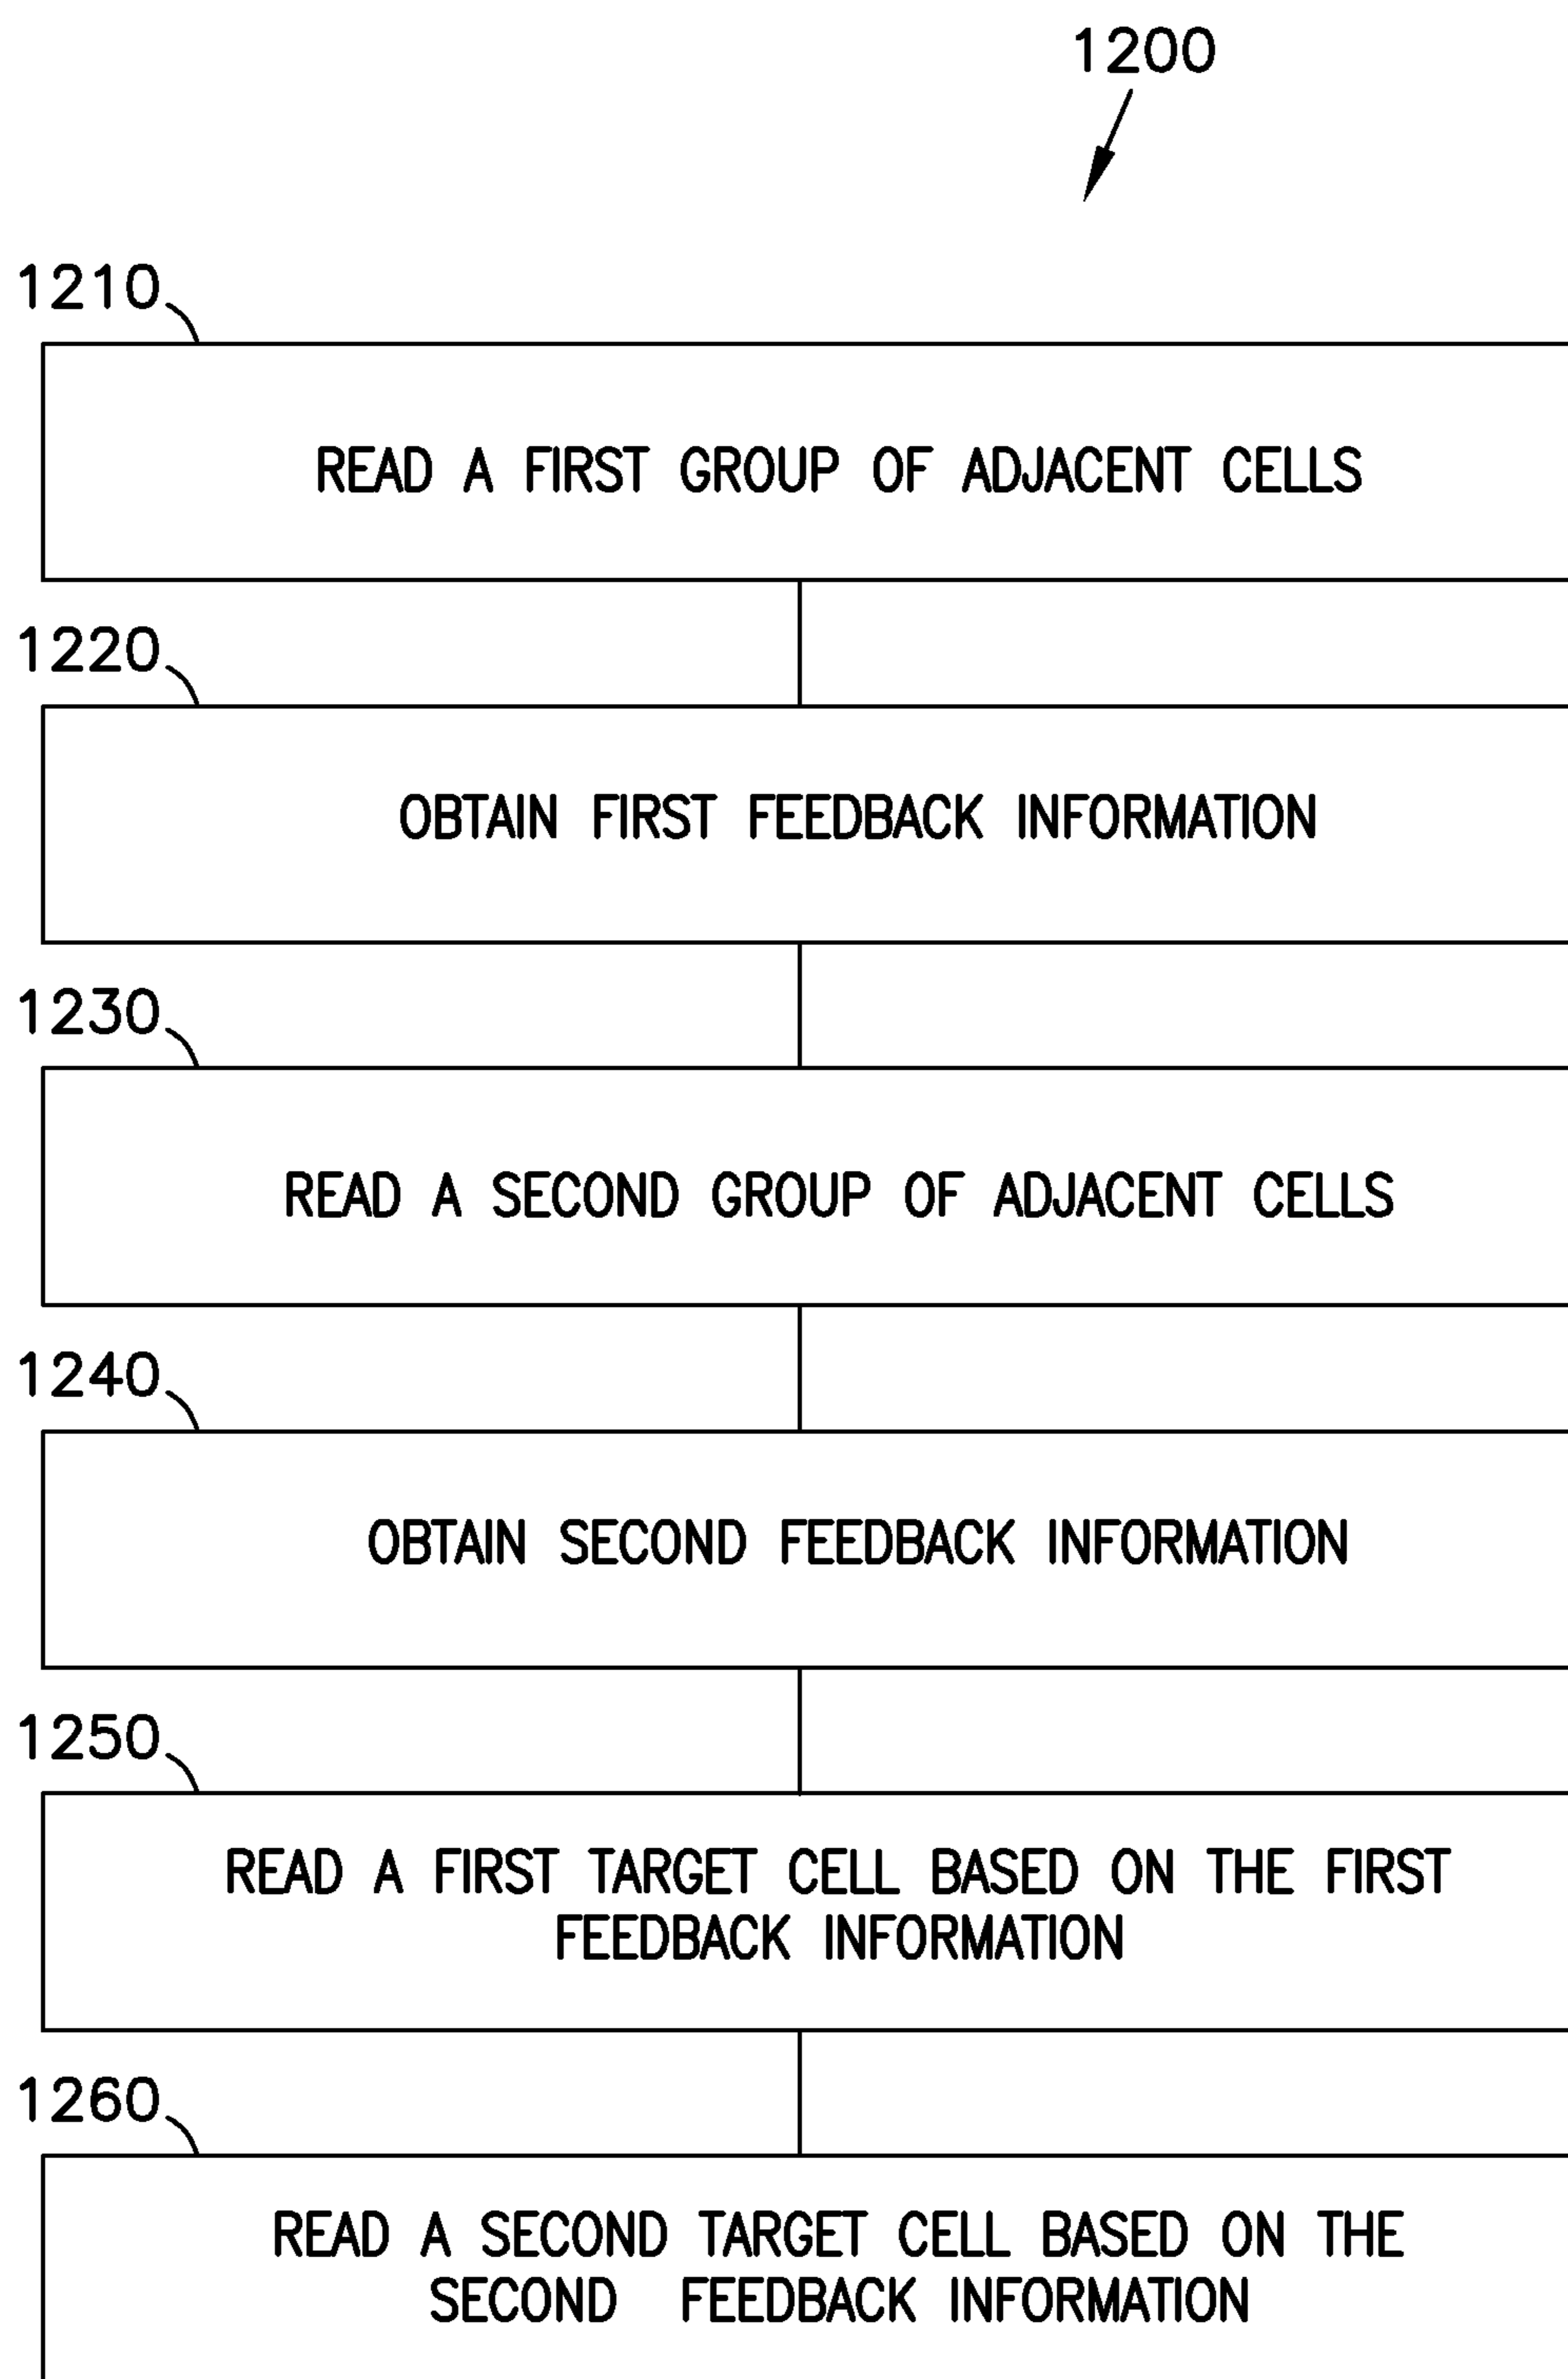 1200
1210
READ A FIRST GROUP OF ADJACENT CELLS
1220
OBTAIN FIRST FEEDBACK INFORMATION
1230
READ A SECOND GROUP OF ADJACENT CELLS
1240
OBTAIN SECOND FEEDBACK INFORMATION
1250
READ A FIRST TARGET CELL BASED ON THE FIRST
FEEDBACK INFORMATION
1260
READ A SECOND TARGET CELL BASED ON THE
SECOND FEEDBACK INFORMATION